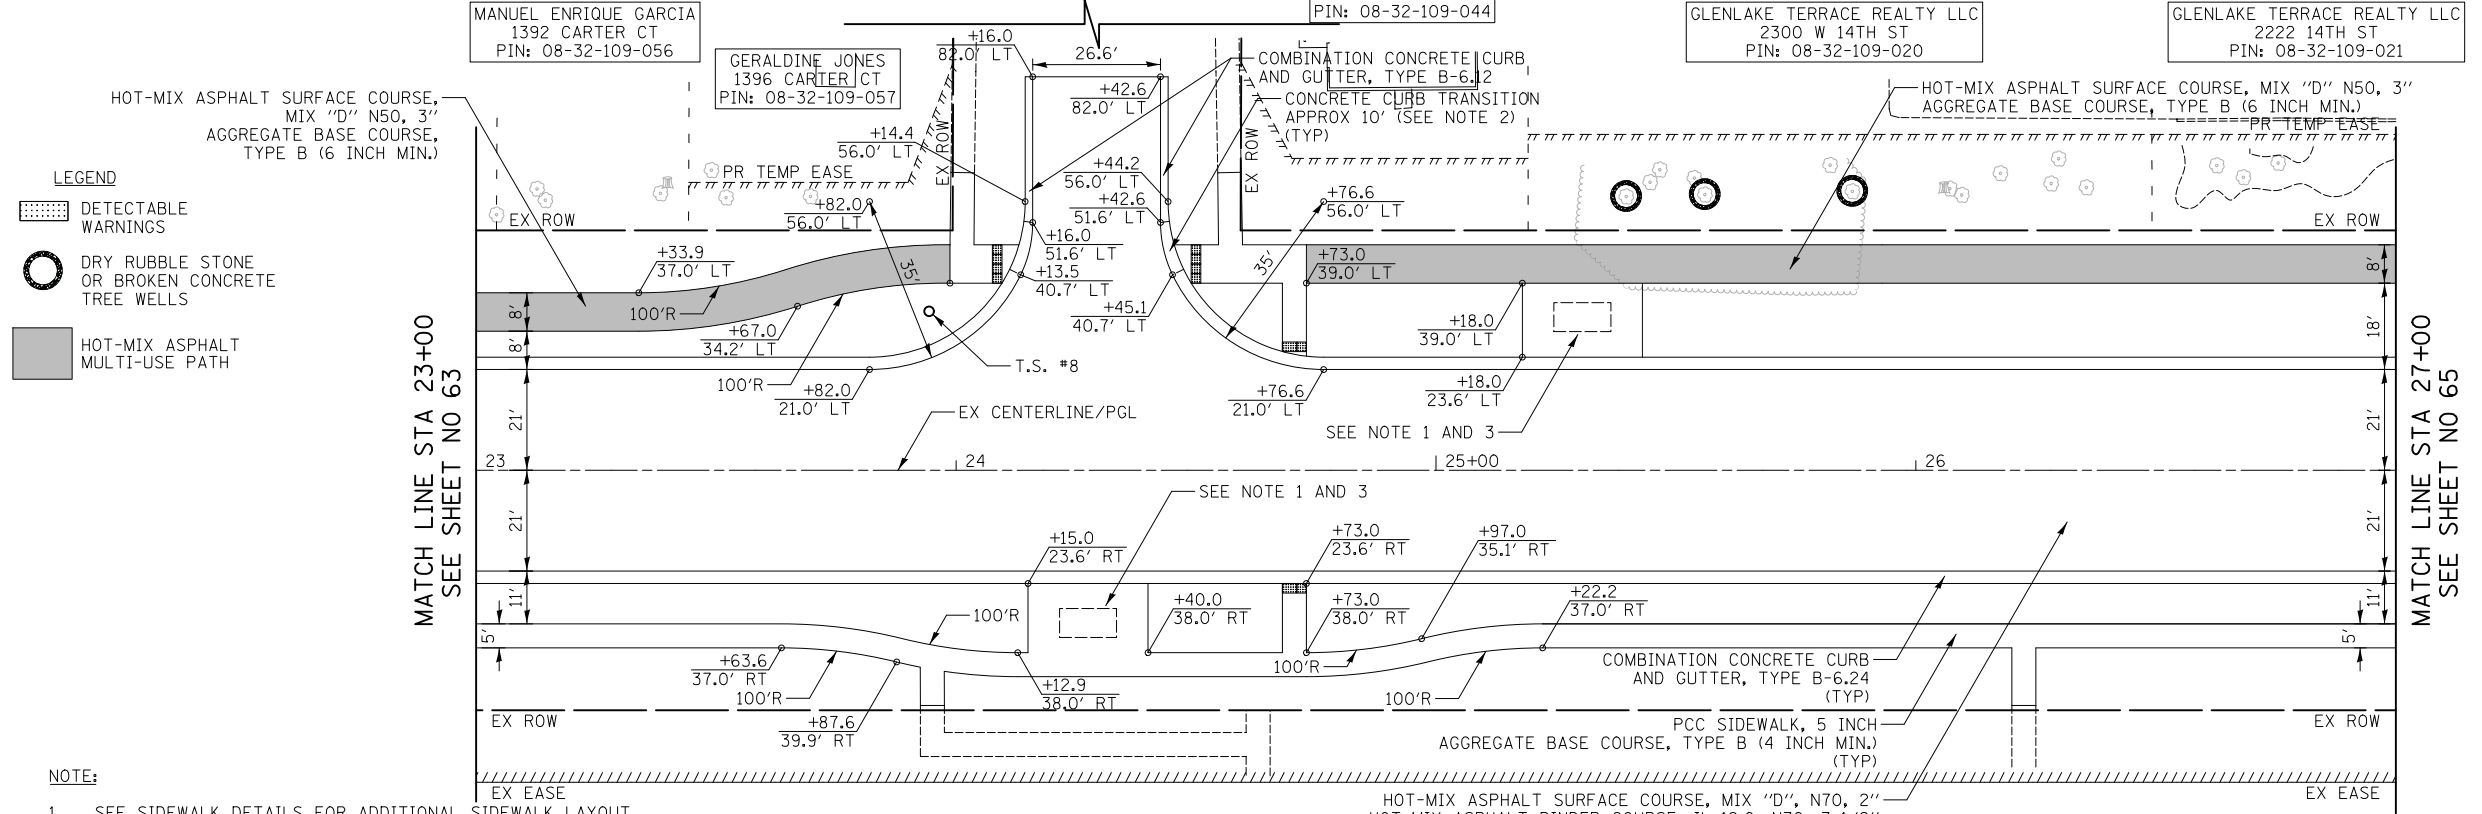 MANUEL ENRIQUE GARCIA
1392 CARTER CT
PIN: 08-32-109-056
GERALDINE JONES
1396 CARTER CT
PIN: 08-32-109-057
PIN: 08-32-109-044
GLENLAKE TERRACE REALTY LLC
2300 W 14TH ST
PIN: 08-32-109-020
GLENLAKE TERRACE REALTY LLC
2222 14TH ST
PIN: 08-32-109-021
HOT-MIX ASPHALT SURFACE COURSE,
MIX "D" N50, 3"
AGGREGATE BASE COURSE,
TYPE B (6 INCH MIN.)
+16.0
82.0' LT
26.6'
+42.6
82.0' LT
COMBINATION CONCRETE CURB
AND GUTTER, TYPE B-6.12
CONCRETE CURB TRANSITION
APPROX 10' (SEE NOTE 2)
(TYP)
HOT-MIX ASPHALT SURFACE COURSE, MIX "D" N50, 3"
AGGREGATE BASE COURSE, TYPE B (6 INCH MIN.)
PR TEMP EASE
LEGEND
DETECTABLE
WARNINGS
DRY RUBBLE STONE
OR BROKEN CONCRETE
TREE WELLS
HOT-MIX ASPHALT
MULTI-USE PATH
+14.4
56.0' LT
EX ROW
EX ROW
PR TEMP EASE
EX ROW
+82.0
56.0' LT
+44.2
56.0' LT
+42.6
51.6' LT
+76.6
56.0' LT
EX ROW
+33.9
37.0' LT
35'
+16.0
51.6' LT
+13.5
40.7' LT
35'
+73.0
39.0' LT
8'
8'
100'R
+67.0
34.2' LT
+45.1
40.7' LT
+18.0
39.0' LT
18'
8'
100'R
T.S. #8
+82.0
21.0' LT
+76.6
21.0' LT
+18.0
23.6' LT
MATCH LINE STA 23+00
SEE SHEET NO 63
MATCH LINE STA 27+00
SEE SHEET NO 65
21'
EX CENTERLINE/PGL
SEE NOTE 1 AND 3
21'
23
24
25+00
26
21'
SEE NOTE 1 AND 3
21'
+15.0
23.6' RT
+73.0
23.6' RT
+97.0
35.1' RT
11'
100'R
+40.0
38.0' RT
+73.0
38.0' RT
+22.2
37.0' RT
11'
5'
5'
+63.6
37.0' RT
100'R
+12.9
38.0' RT
100'R
100'R
COMBINATION CONCRETE CURB
AND GUTTER, TYPE B-6.24
(TYP)
+87.6
39.9' RT
EX ROW
PCC SIDEWALK, 5 INCH
AGGREGATE BASE COURSE, TYPE B (4 INCH MIN.)
(TYP)
EX ROW
NOTE:
EX EASE
EX EASE
1. SEE SIDEWALK DETAILS FOR ADDITIONAL SIDEWALK LAYOUT
HOT-MIX ASPHALT SURFACE COURSE, MIX "D", N70, 2"